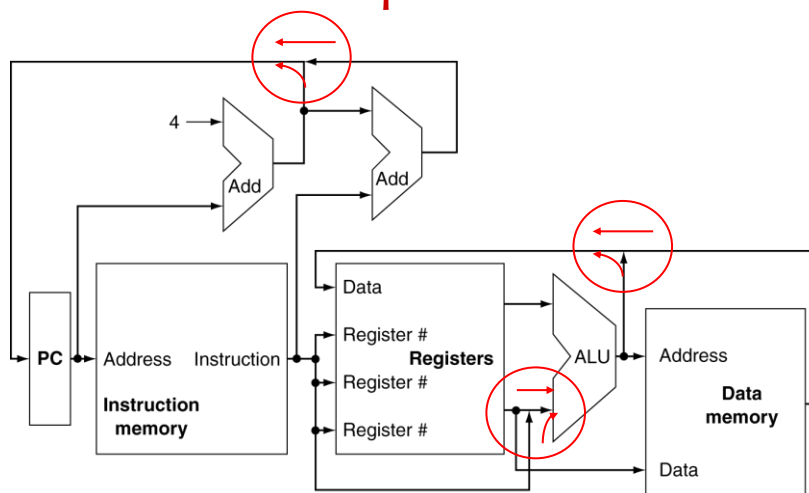 4
Add
Add
Data
Register #
PC
Address
Instruction
Registers
ALU
Address
Instruction
memory
Register #
Data
memory
Register #
Data